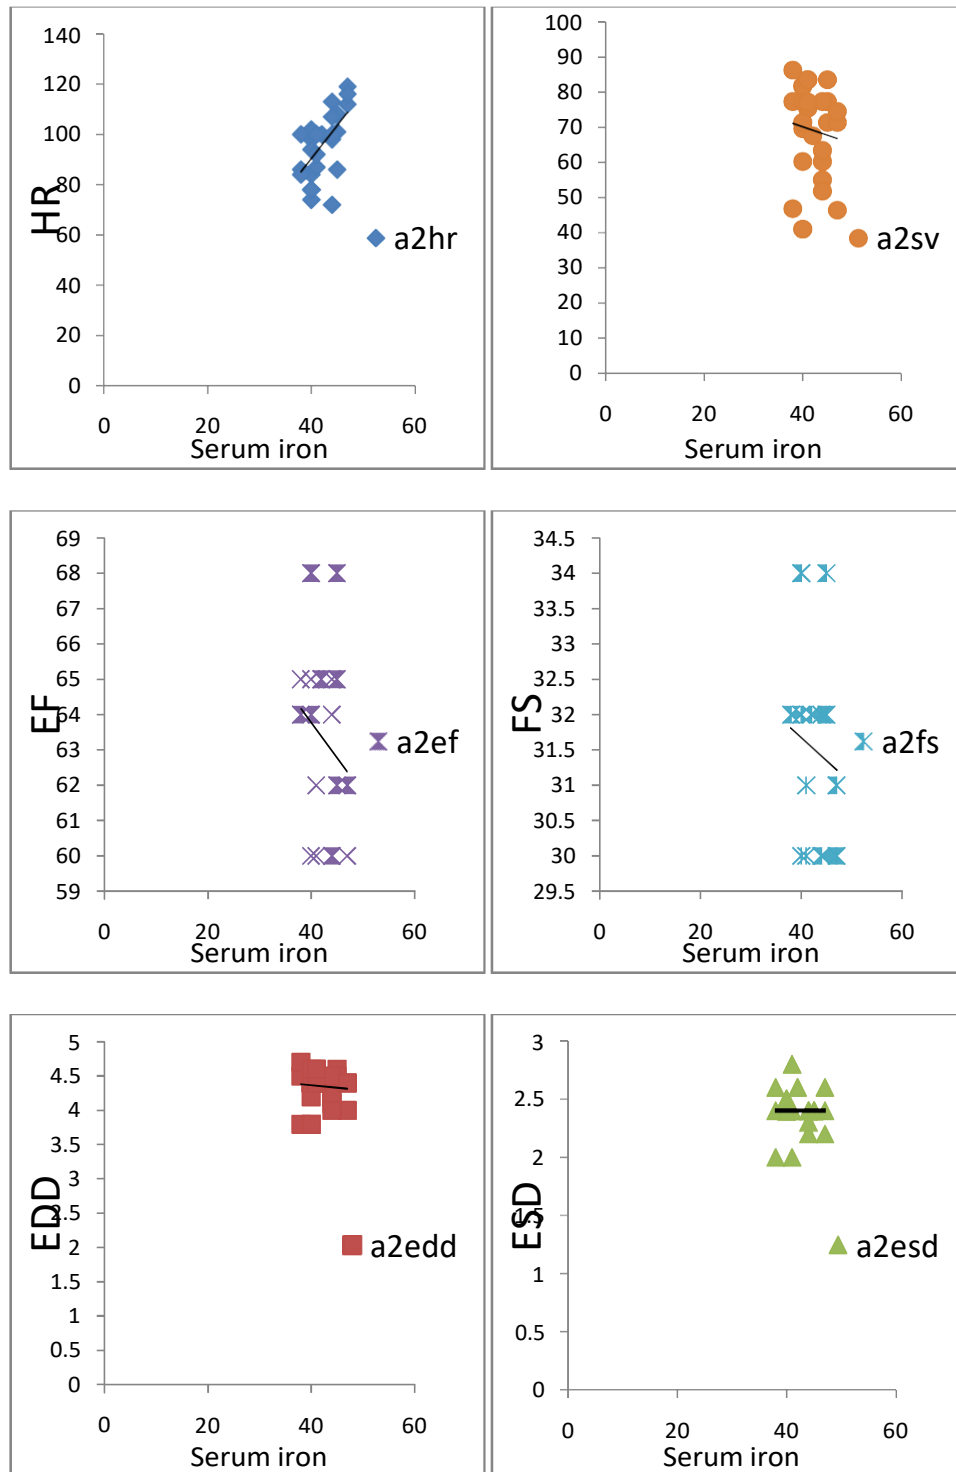 140
120
100
80
60
40
20
0
HR
a2hr
0 20 40 60
Serum iron
100
90
80
70
60
50
40
30
20
10
0
a2sv
0 20 40 60
Serum iron
69
68
67
66
65
64
63
62
61
60
59
EF
a2ef
0 20 40 60
Serum iron
34.5
34
33.5
33
32.5
32
31.5
31
30.5
30
29.5
FS
a2fs
0 20 40 60
Serum iron
5
4.5
4
3.5
3
2.5
2
1.5
1
0.5
0
EDD
a2edd
0 20 40 60
Serum iron
3
2.5
2
1.5
1
0.5
0
ESD
a2esd
0 20 40 60
Serum iron